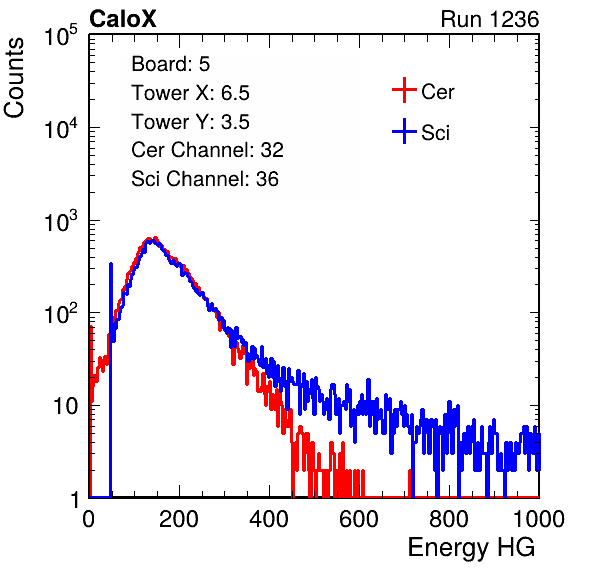 CaloX Run 1236
Counts
Board: 5
Tower X: 6.5
Tower Y: 3.5
Cer Channel: 32
Sci Channel: 36
Cer
Sci
10^5
10^4
10^3
10^2
10
1
0 200 400 600 800 1000
Energy HG